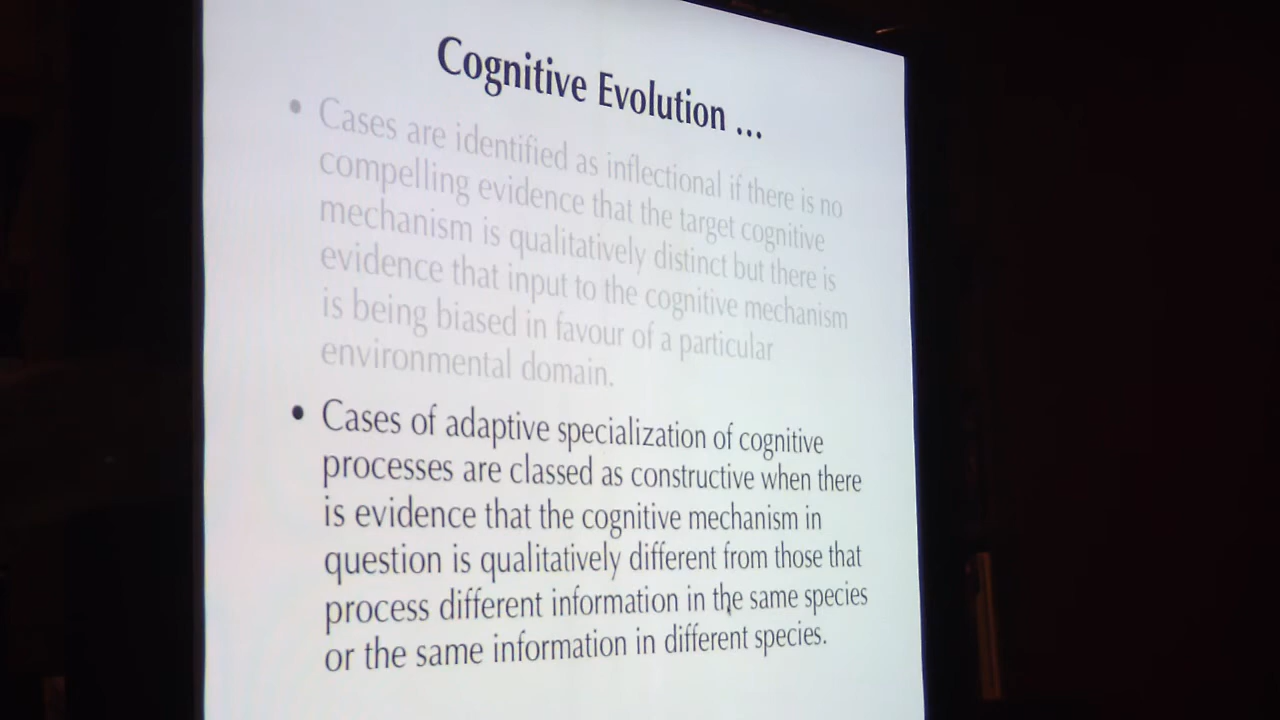 Cognitive Evolution ...
• Cases are identified as inflectional if there is no
compelling evidence that the target cognitive
mechanism is qualitatively distinct but there is
evidence that input to the cognitive mechanism
is being biased in favour of a particular
environmental domain.
• Cases of adaptive specialization of cognitive
processes are classed as constructive when there
is evidence that the cognitive mechanism in
question is qualitatively different from those that
process different information in the same species
or the same information in different species.